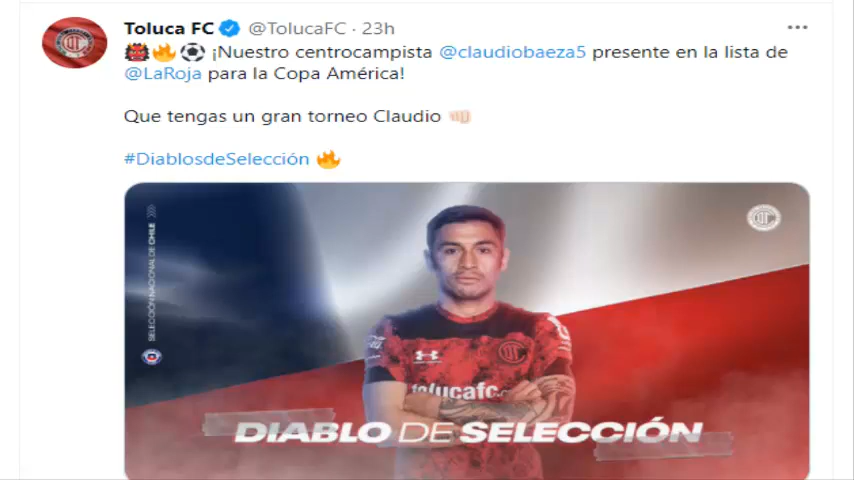 Toluca FC @TolucaFC · 23h
👹🔥⚽ ¡Nuestro centrocampista @claudiobaeza5 presente en la lista de
@LaRoja para la Copa América!
Que tengas un gran torneo Claudio 👊🏻
#DiablosdeSelección 🔥
SELECCIÓN NACIONAL DE CHILE
tolucafc.
DIABLO DE SELECCIÓN